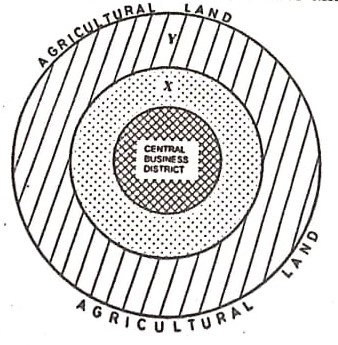 AGRICULTURAL LAND
Y
X
CENTRAL
BUSINESS
DISTRICT
AGRICULTURAL LAND